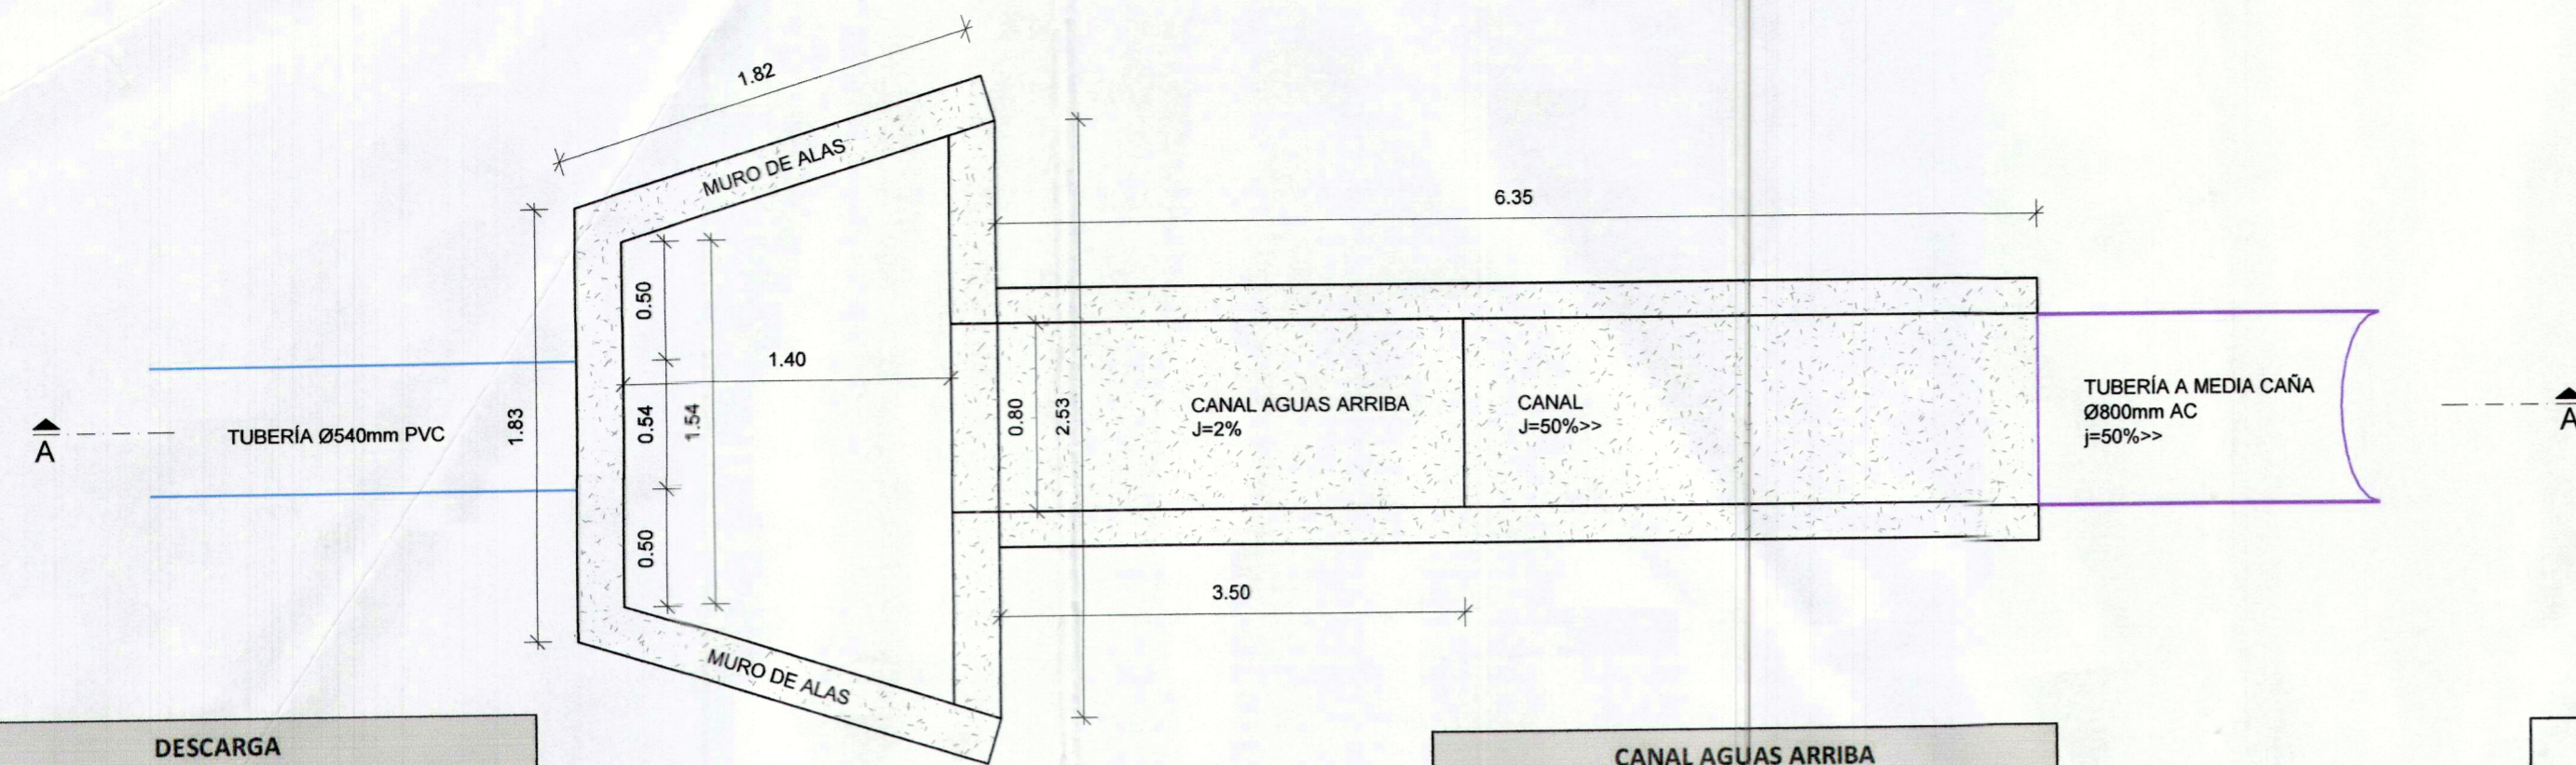 1.82
MURO DE ALAS
6.35
0.50
1.40
1.83
0.54
1.54
0.80
2.53
CANAL AGUAS ARRIBA
J=2%
CANAL
J=50%>>
TUBERÍA A MEDIA CAÑA
Ø800mm AC
j=50%>>
A
TUBERÍA Ø540mm PVC
A
0.50
3.50
MURO DE ALAS
DESCARGA
CANAL AGUAS ARRIBA